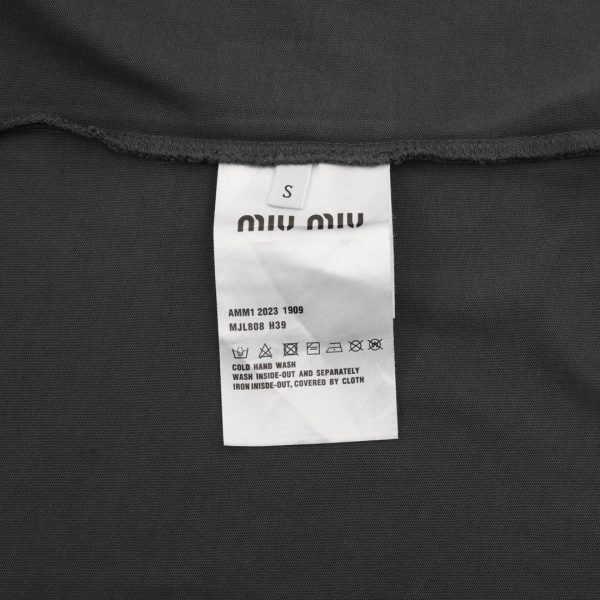 S
miu miu
AMM1 2023 1909
MJL808 H39
COLD HAND WASH
WASH INSIDE-OUT AND SEPARATELY
IRON INISDE-OUT, COVERED BY CLOTH